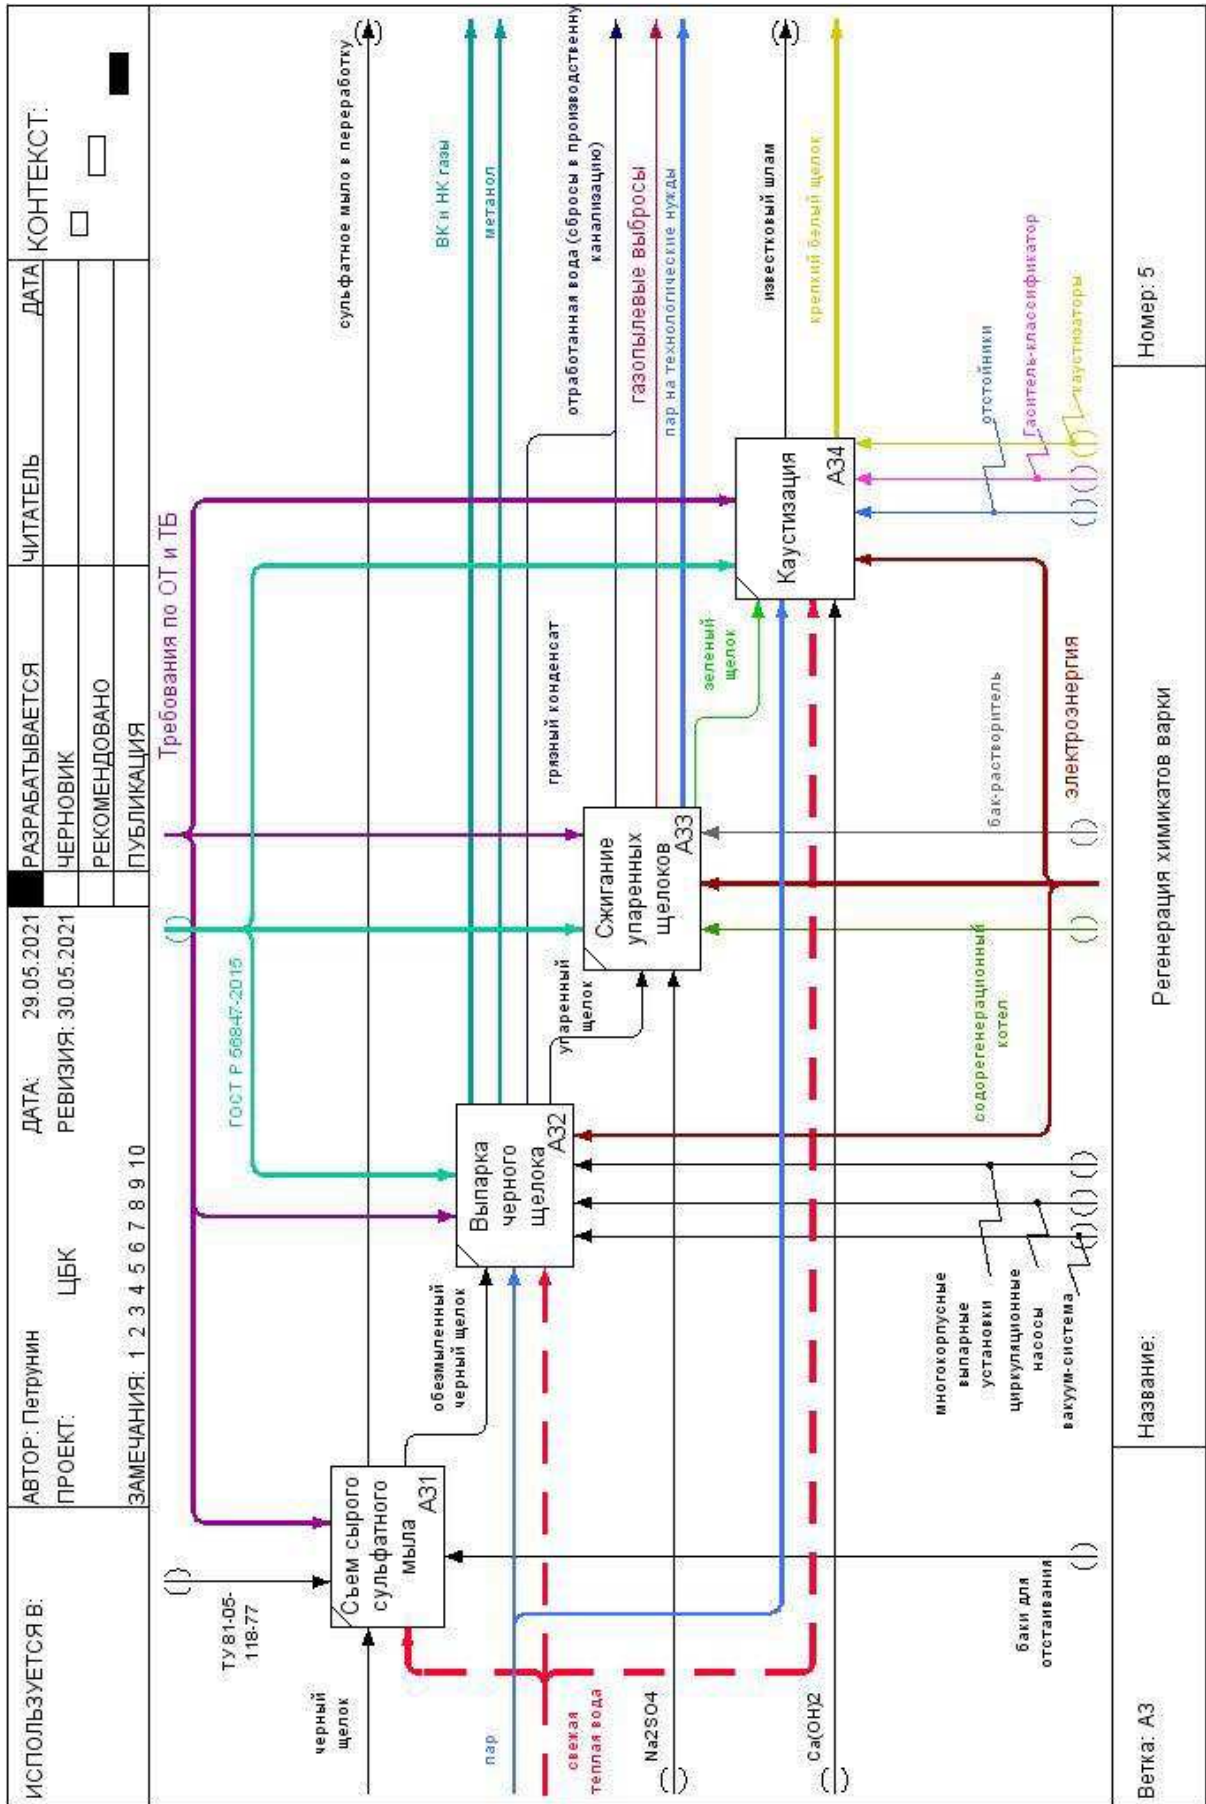 ИСПОЛЬЗУЕТСЯ В:
АВТОР: Петрунин
ПРОЕКТ: ЦБК
ДАТА: 29.05.2021
РЕВИЗИЯ: 30.05.2021
ЗАМЕЧАНИЯ: 1 2 3 4 5 6 7 8 9 10
РАЗРАБАТЫВАЕТСЯ
ЧЕРНОВИК
РЕКОМЕНДОВАНО
ПУБЛИКАЦИЯ
ЧИТАТЕЛЬ
ДАТА
КОНТЕКСТ:
Требования по ОТ и ТБ
ТУ 81-05-
118-77
ГОСТ Р 56847-2015
черный
щелок
Съем сырого
сульфатного
мыла
А31
сульфатное мыло в переработку
обезмыленный
черный щелок
пар
свежая
теплая вода
Выпарка
черного
щелока
А32
ВК и НК газы
метанол
грязный конденсат
отработанная вода (сбросы в производственну
канализацию)
упаренный
щелок
Na2SO4
Сжигание
упаренных
щелоков
А33
газопылевые выбросы
пар на технологические нужды
зеленый
щелок
Ca(OH)2
Каустизация
А34
известковый шлам
крепкий белый щелок
баки для
отстаивания
многокорпусные
выпарные
установки
циркуляционные
насосы
вакуум-система
содорегенерационный
котел
бак-растворитель
электроэнергия
отстойники
Гаситель-классификатор
каустизаторы
Ветка: А3
Название:
Регенерация химикатов варки
Номер: 5